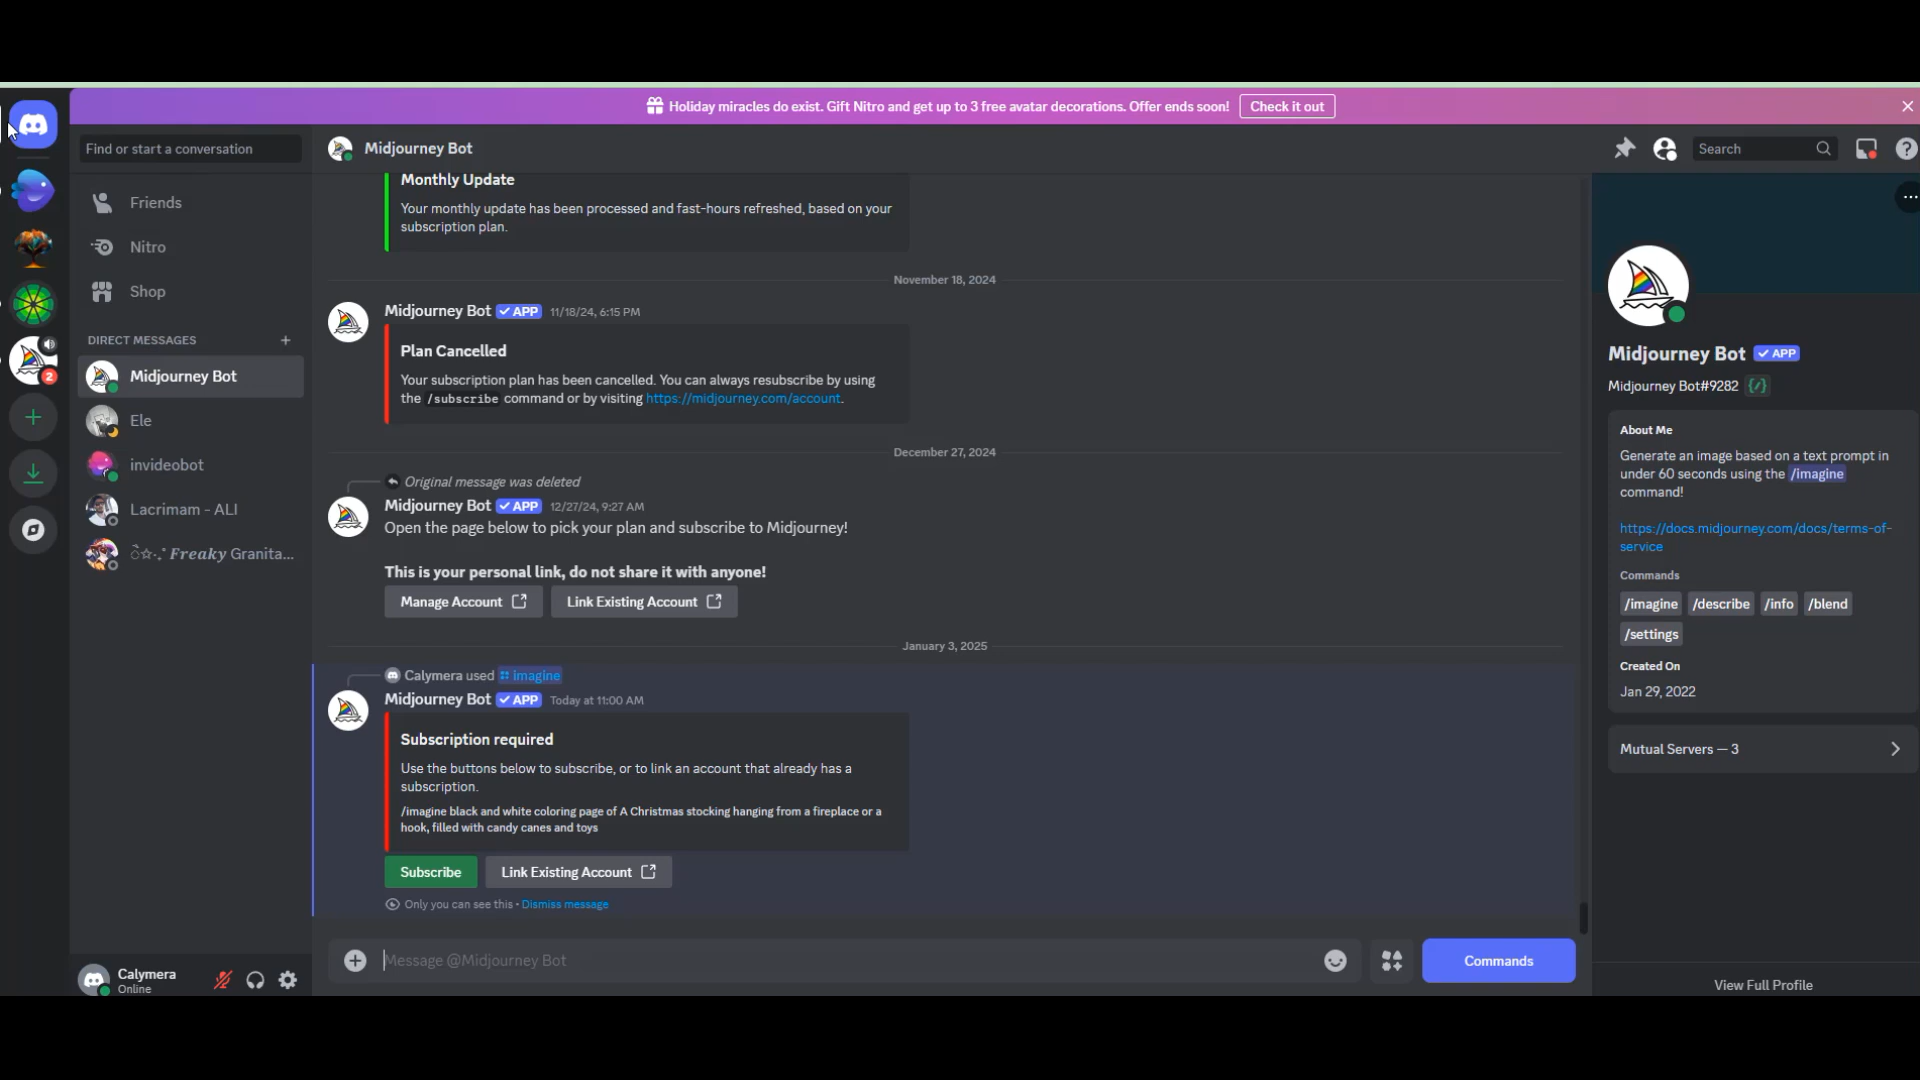 Holiday miracles do exist. Gift Nitro and get up to 3 free avatar decorations. Offer ends soon! Check it out
Find or start a conversation
Friends
Nitro
Shop
DIRECT MESSAGES
Midjourney Bot
Ele
invideobot
Lacrimam - ALI
Freaky Granita...
2
Calymera
Online
Midjourney Bot
Search
Monthly Update
Your monthly update has been processed and fast-hours refreshed, based on your
subscription plan.
November 18, 2024
Midjourney Bot APP 11/18/24, 6:15 PM
Plan Cancelled
Your subscription plan has been cancelled. You can always resubscribe by using
the /subscribe command or by visiting https://midjourney.com/account.
December 27, 2024
Original message was deleted
Midjourney Bot APP 12/27/24, 9:27 AM
Open the page below to pick your plan and subscribe to Midjourney!
This is your personal link, do not share it with anyone!
Manage Account Link Existing Account
January 3, 2025
Calymera used imagine
Midjourney Bot APP Today at 11:00 AM
Subscription required
Use the buttons below to subscribe, or to link an account that already has a
subscription.
/imagine black and white coloring page of A Christmas stocking hanging from a fireplace or a
hook, filled with candy canes and toys
Subscribe Link Existing Account
Only you can see this • Dismiss message
Message @Midjourney Bot
Commands
Midjourney Bot APP
Midjourney Bot#9282 {/}
About Me
Generate an image based on a text prompt in
under 60 seconds using the /imagine
command!
https://docs.midjourney.com/docs/terms-of-
service
Commands
/imagine /describe /info /blend
/settings
Created On
Jan 29, 2022
Mutual Servers — 3
View Full Profile